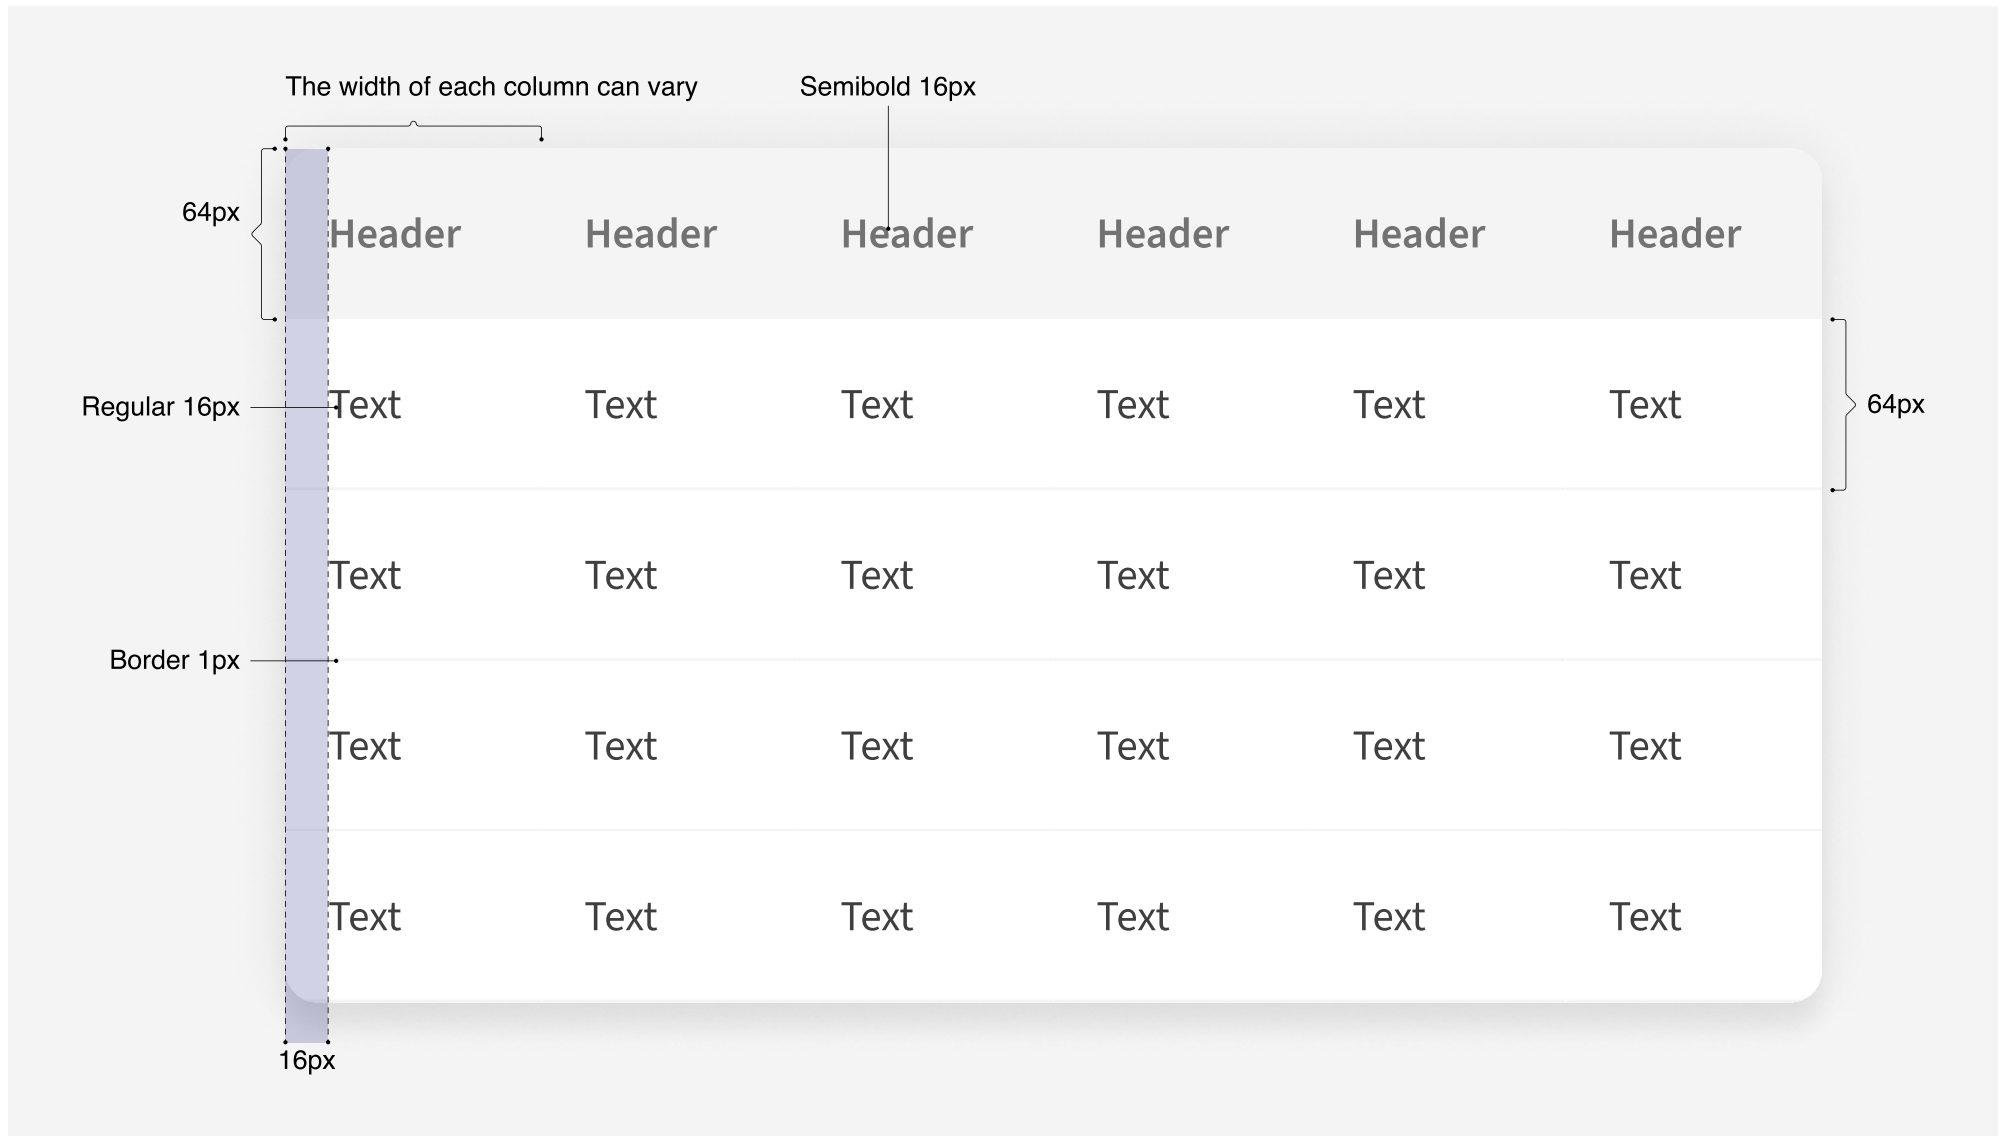 The width of each column can vary
Semibold 16px
64px
Header Header Header Header Header Header
Regular 16px
Text Text Text Text Text Text
64px
Text Text Text Text Text Text
Border 1px
Text Text Text Text Text Text
Text Text Text Text Text Text
16px